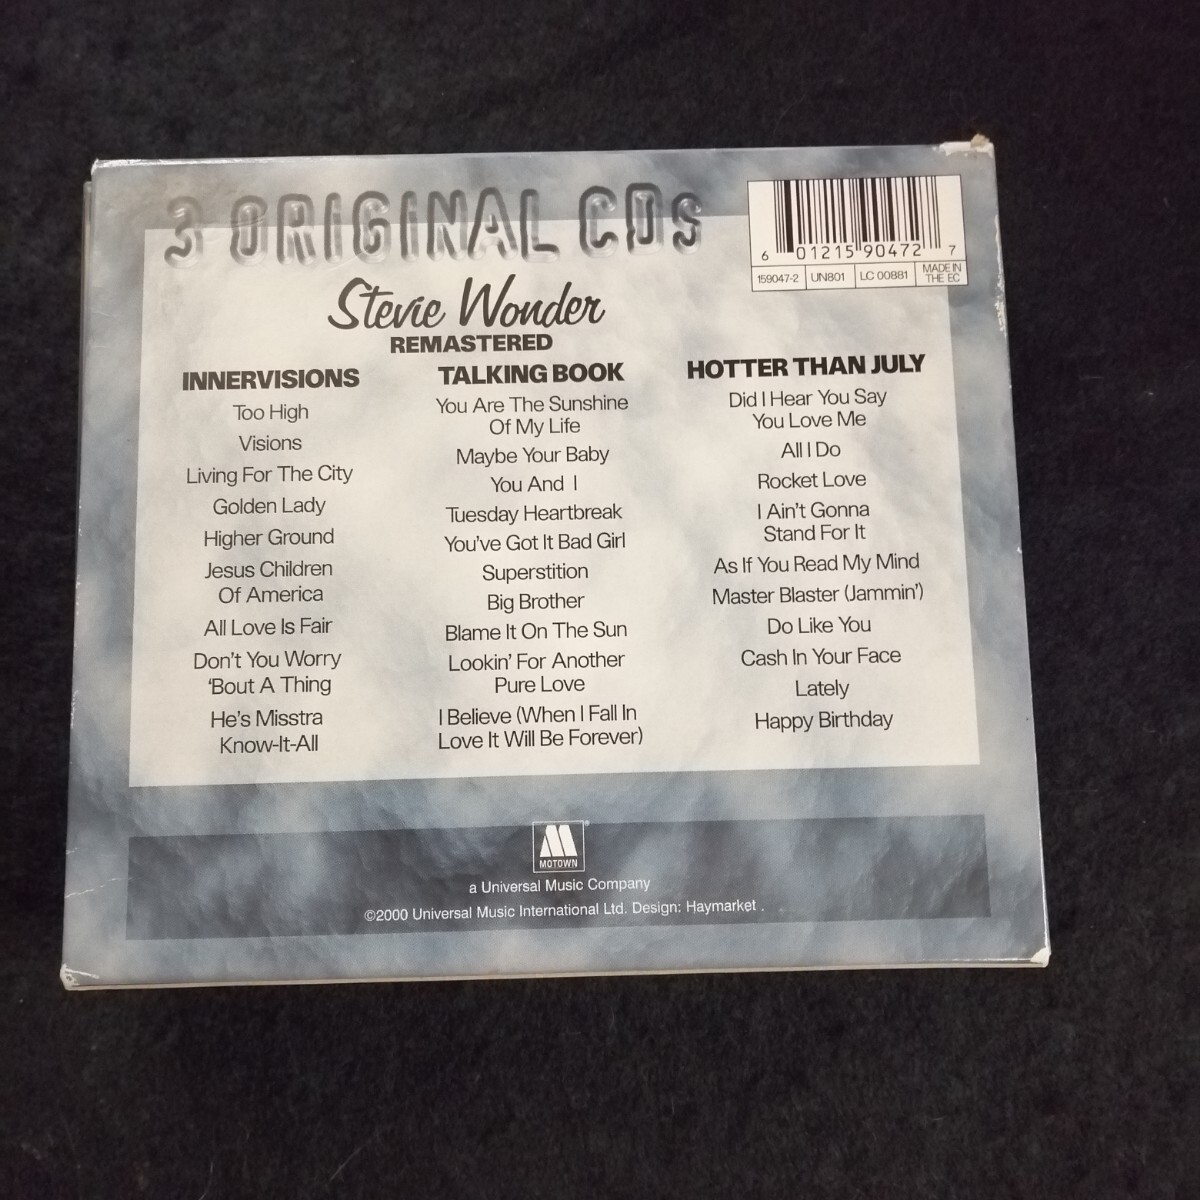 3 ORIGINAL CDs
6 01215 90472 7
159047-2 UN801 LC 00881 MADE IN
THE EC
Stevie Wonder
REMASTERED
INNERVISIONS
Too High
Visions
Living For The City
Golden Lady
Higher Ground
Jesus Children
Of America
All Love Is Fair
Don't You Worry
'Bout A Thing
He's Misstra
Know-It-All
TALKING BOOK
You Are The Sunshine
Of My Life
Maybe Your Baby
You And I
Tuesday Heartbreak
You've Got It Bad Girl
Superstition
Big Brother
Blame It On The Sun
Lookin' For Another
Pure Love
I Believe (When I Fall In
Love It Will Be Forever)
HOTTER THAN JULY
Did I Hear You Say
You Love Me
All I Do
Rocket Love
I Ain't Gonna
Stand For It
As If You Read My Mind
Master Blaster (Jammin')
Do Like You
Cash In Your Face
Lately
Happy Birthday
M®
MOTOWN
a Universal Music Company
©2000 Universal Music International Ltd. Design: Haymarket .